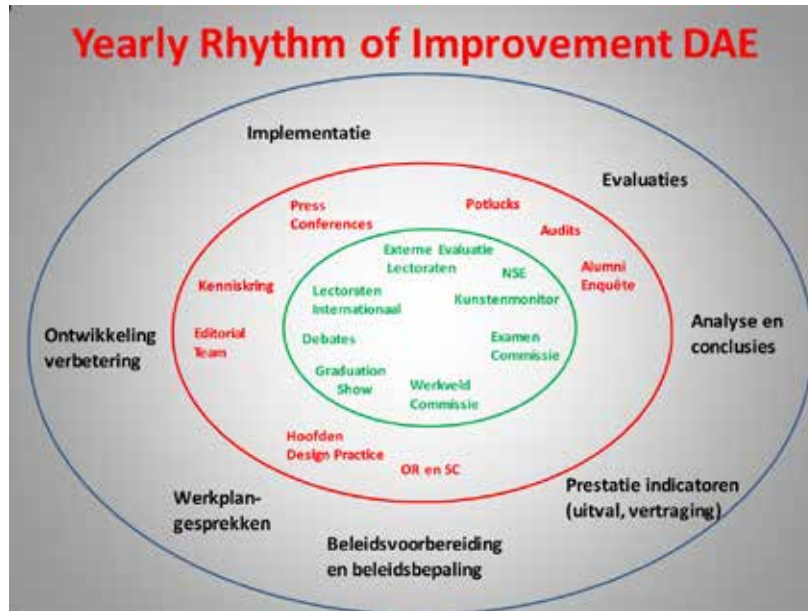 Yearly Rhythm of Improvement DAE
Implementatie
Evaluaties
Press
Conferences
Potlucks
Audits
Alumni
Enquête
Kenniskring
Editorial
Team
Externe Evaluatie
Lectoraten
NSE
Kunstenmonitor
Lectoraten
Internationaal
Debates
Examen
Commissie
Graduation
Show
Werkveld
Commissie
Ontwikkeling
verbetering
Analyse en
conclusies
Hoofden
Design Practice
OR en SC
Werkplan-
gesprekken
Prestatie indicatoren
(uitval, vertraging)
Beleidsvoorbereiding
en beleidsbepaling